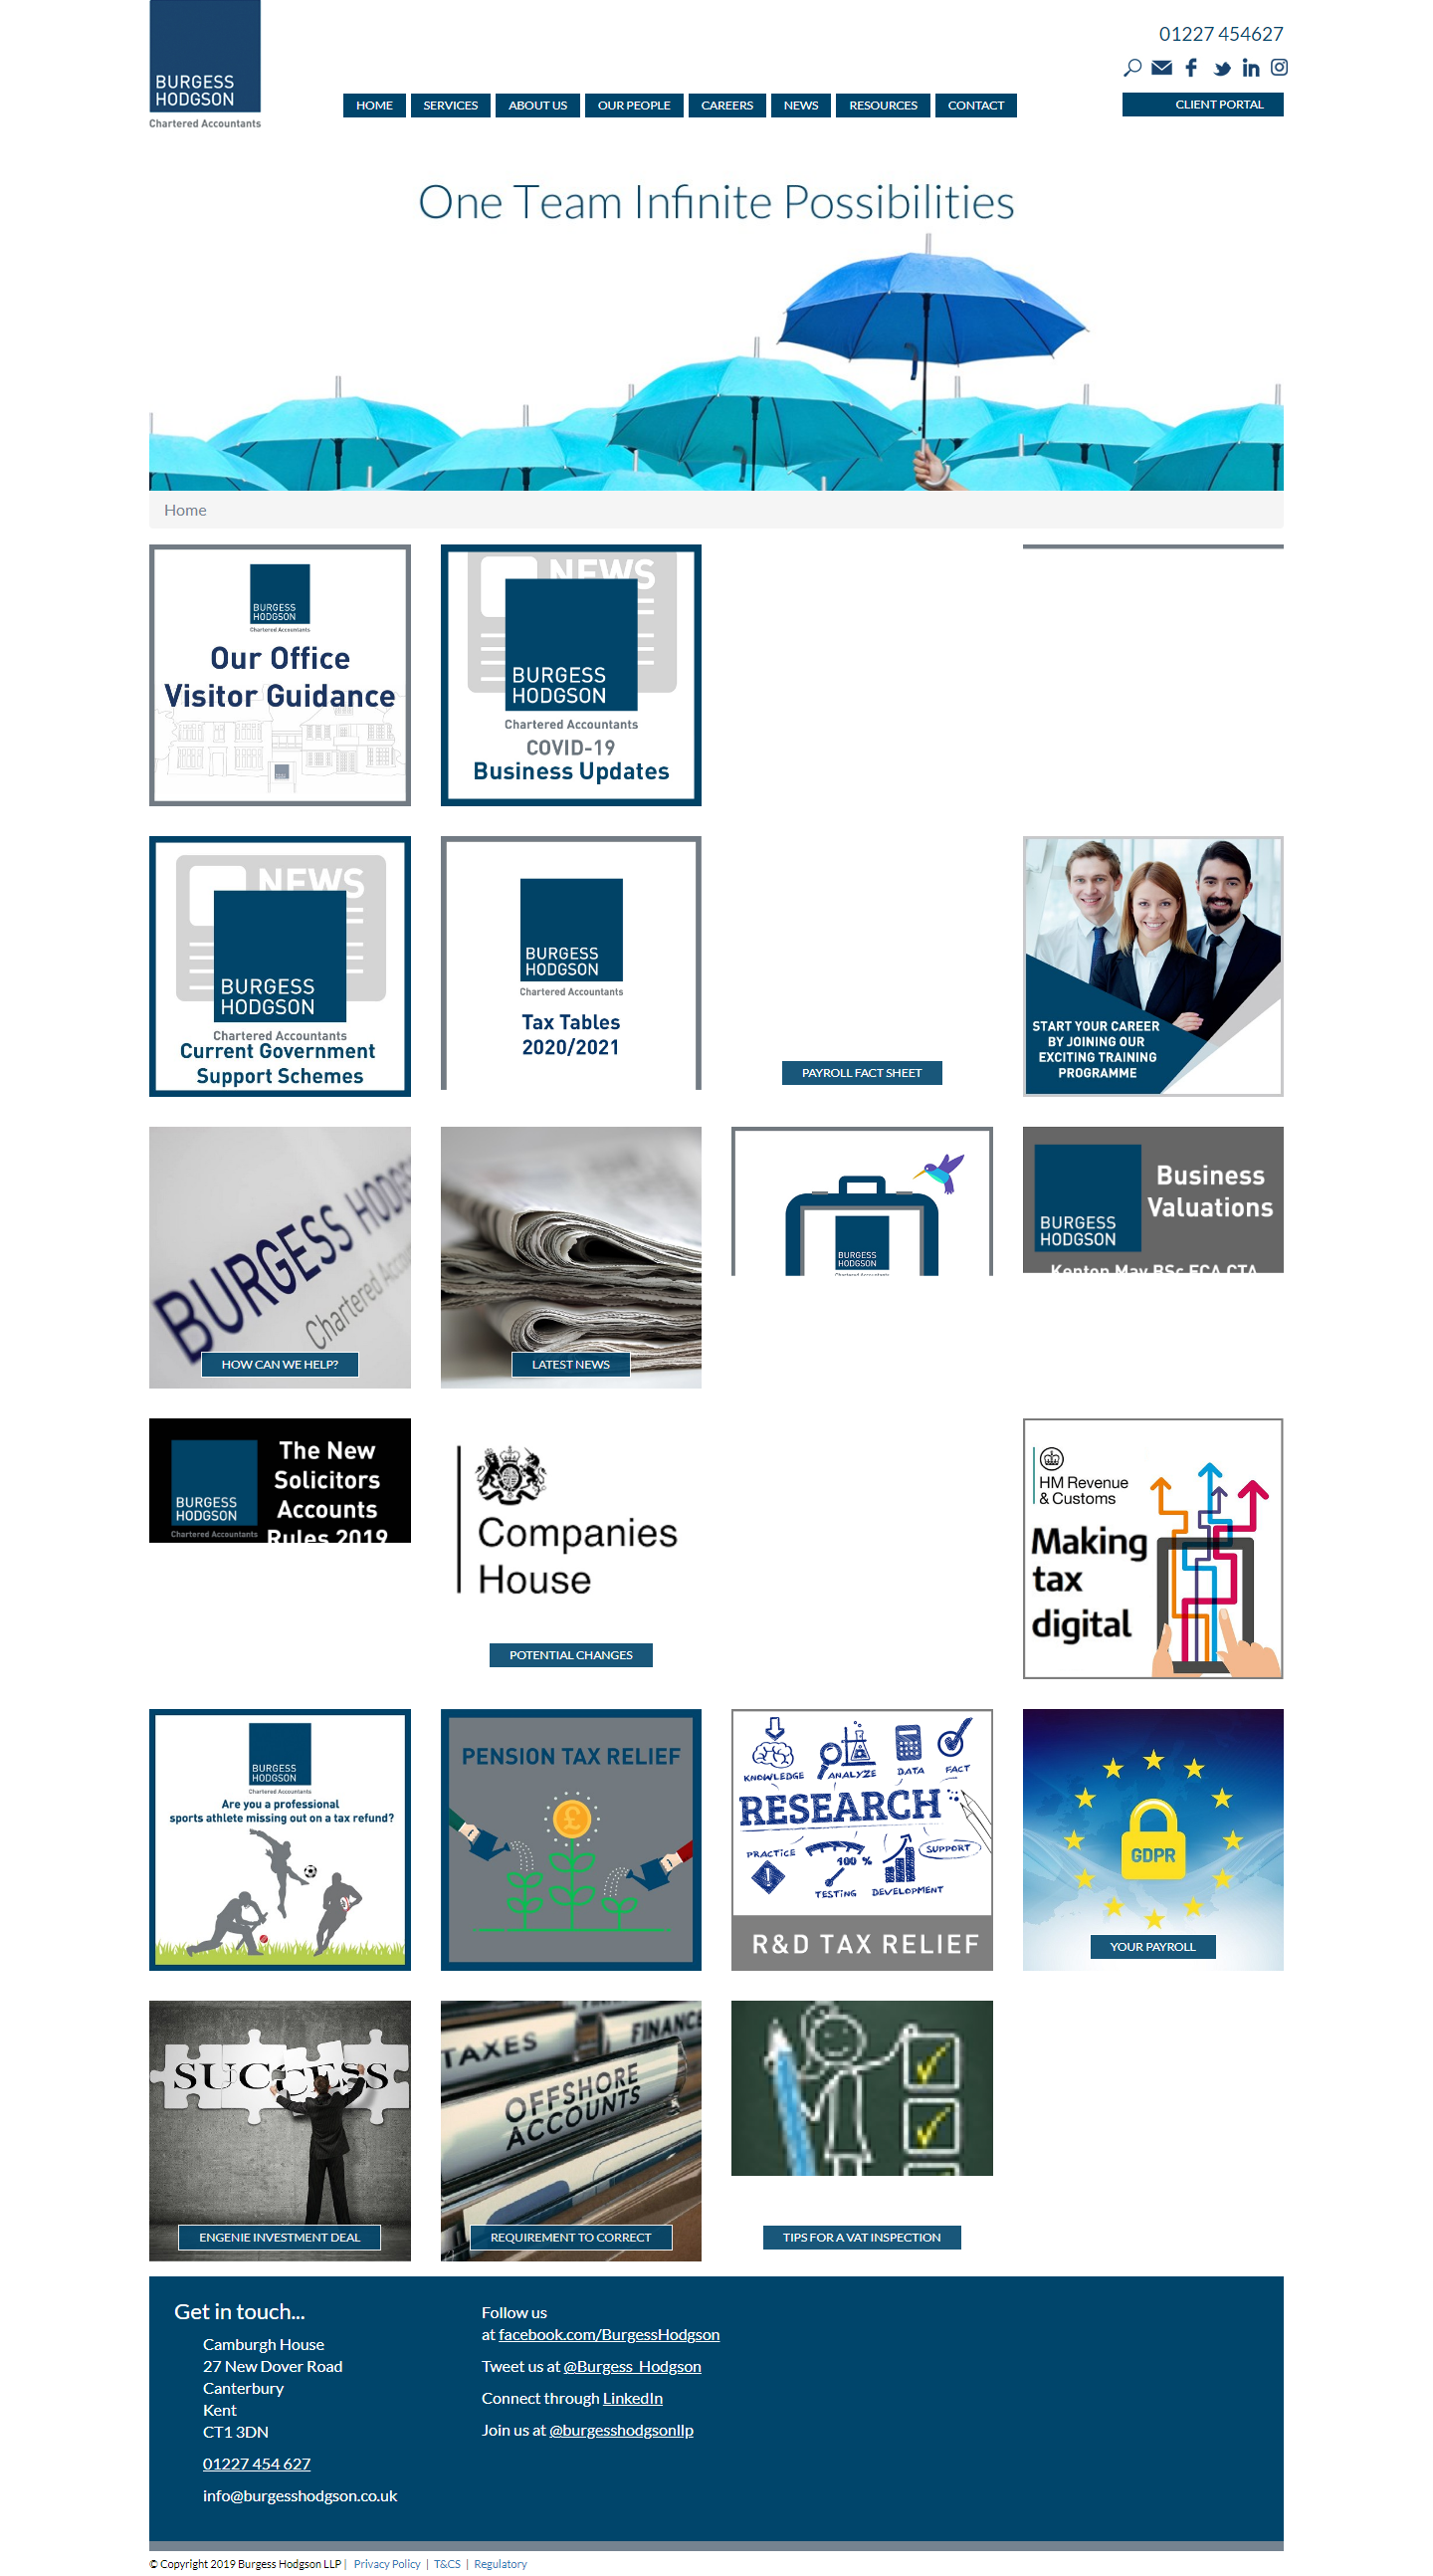 BURGESS
HODGSON
Chartered Accountants
01227 454627
HOME
SERVICES
ABOUT US
OUR PEOPLE
CAREERS
NEWS
RESOURCES
CONTACT
CLIENT PORTAL
One Team Infinite Possibilities
Home
BURGESS
HODGSON
Chartered Accountants
Our Office
Visitor Guidance
NEWS
BURGESS
HODGSON
Chartered Accountants
COVID-19
Business Updates
NEWS
BURGESS
HODGSON
Chartered Accountants
Current Government
Support Schemes
BURGESS
HODGSON
Chartered Accountants
Tax Tables
2020/2021
PAYROLL FACT SHEET
START YOUR CAREER
BY JOINING OUR
EXCITING TRAINING
PROGRAMME
BURGESS HODGS
Chartered Acco
HOW CAN WE HELP?
LATEST NEWS
BURGESS
HODGSON
Chartered Accountants
BURGESS
HODGSON
Business
Valuations
Kenton May BSc FCA CTA
BURGESS
HODGSON
Chartered Accountants
The New
Solicitors
Accounts
Rules 2019
Companies
House
POTENTIAL CHANGES
HM Revenue
& Customs
Making
tax
digital
BURGESS
HODGSON
Chartered Accountants
Are you a professional
sports athlete missing out on a tax refund?
PENSION TAX RELIEF
£
KNOWLEDGE
ANALYZE
DATA
FACT
RESEARCH
PRACTICE
100 %
SUPPORT
TESTING
DEVELOPMENT
R&D TAX RELIEF
GDPR
YOUR PAYROLL
SUCCESS
ENGENIE INVESTMENT DEAL
TAXES
FINANCE
OFFSHORE
ACCOUNTS
REQUIREMENT TO CORRECT
TIPS FOR A VAT INSPECTION
Get in touch...
Camburgh House
27 New Dover Road
Canterbury
Kent
CT1 3DN
01227 454 627
info@burgesshodgson.co.uk
Follow us
at facebook.com/BurgessHodgson
Tweet us at @Burgess_Hodgson
Connect through LinkedIn
Join us at @burgesshodgsonllp
© Copyright 2019 Burgess Hodgson LLP | Privacy Policy | T&CS | Regulatory